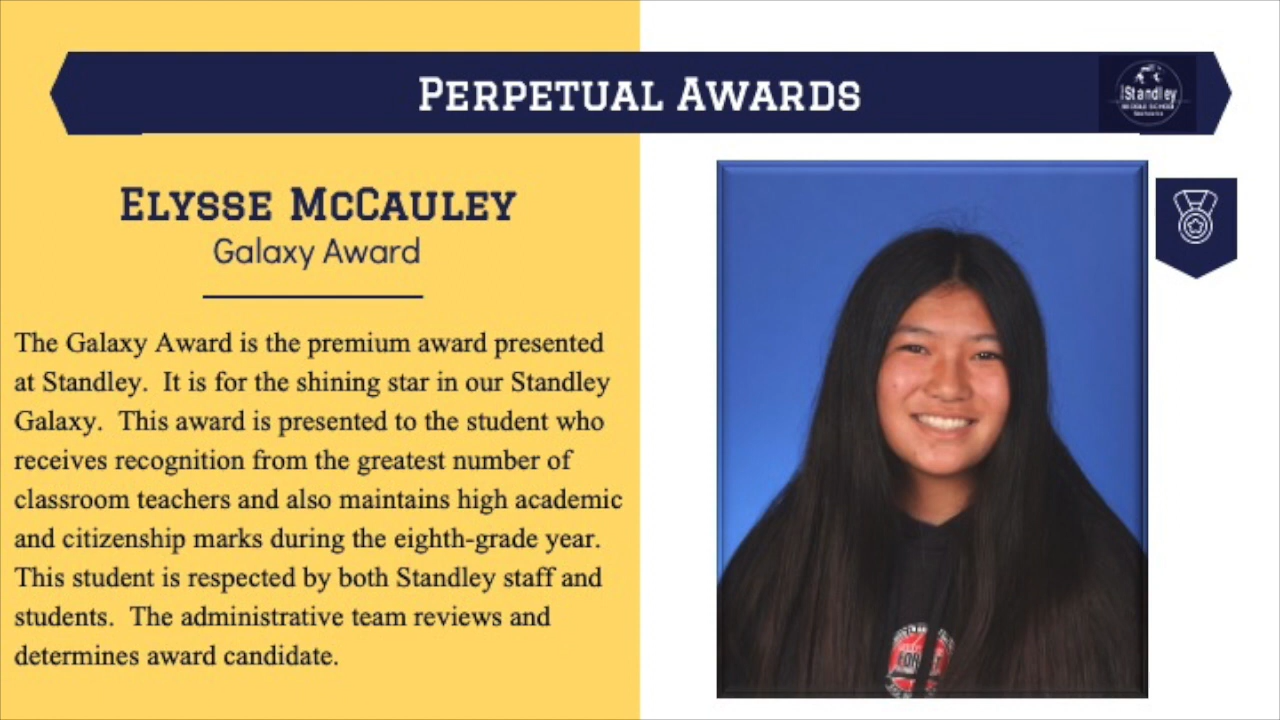 Perpetual Awards
Standley
MIDDLE SCHOOL
Elysse McCauley
Galaxy Award
The Galaxy Award is the premium award presented
at Standley.  It is for the shining star in our Standley
Galaxy.  This award is presented to the student who
receives recognition from the greatest number of
classroom teachers and also maintains high academic
and citizenship marks during the eighth-grade year.
This student is respected by both Standley staff and
students.  The administrative team reviews and
determines award candidate.